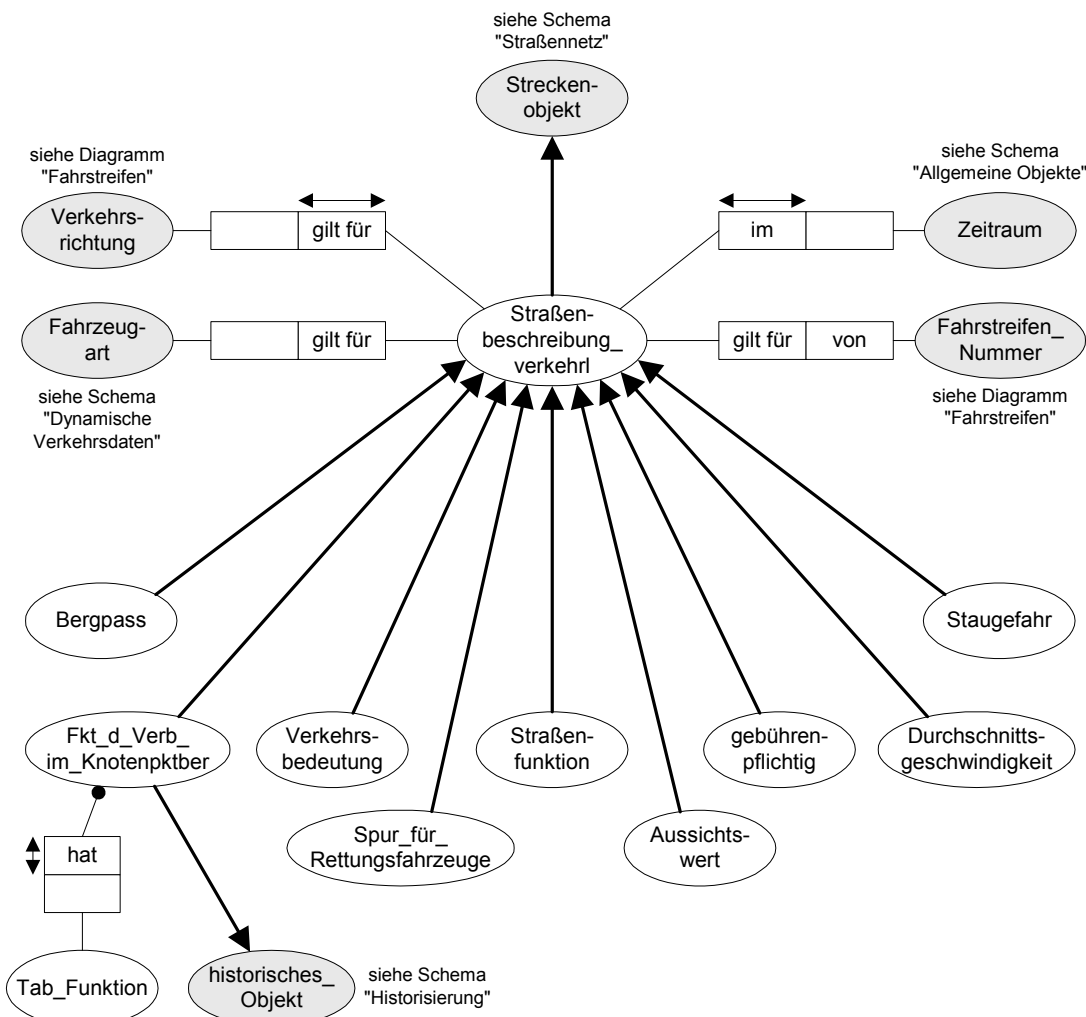 siehe Schema
"Straßennetz"
Strecken-
objekt
siehe Diagramm
"Fahrstreifen"
Verkehrs-
richtung
gilt für
siehe Schema
"Allgemeine Objekte"
im
Zeitraum
Fahrzeug-
art
gilt für
siehe Schema
"Dynamische
Verkehrsdaten"
Straßen-
beschreibung_
verkehrl
gilt für
von
Fahrstreifen_
Nummer
siehe Diagramm
"Fahrstreifen"
Bergpass
Staugefahr
Fkt_d_Verb_
im_Knotenpktber
Verkehrs-
bedeutung
Straßen-
funktion
gebühren-
pflichtig
Durchschnitts-
geschwindigkeit
Spur_für_
Rettungsfahrzeuge
Aussichts-
wert
hat
Tab_Funktion
historisches_
Objekt
siehe Schema
"Historisierung"